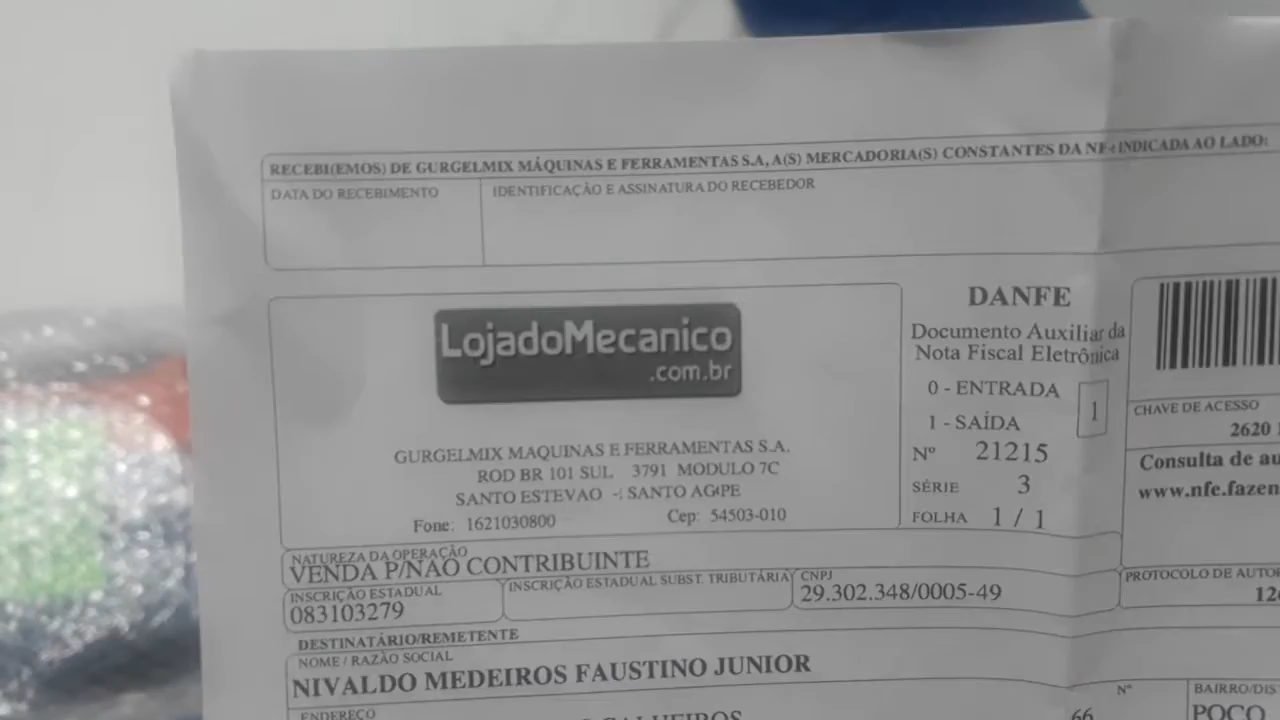 RECEBI(EMOS) DE GURGELMIX MÁQUINAS E FERRAMENTAS S.A, A(S) MERCADORIA(S) CONSTANTES DA NF-e INDICADA AO LADO:
DATA DO RECEBIMENTO
IDENTIFICAÇÃO E ASSINATURA DO RECEBEDOR
LojadoMecanico
.com.br
GURGELMIX MAQUINAS E FERRAMENTAS S.A.
ROD BR 101 SUL 3791 MODULO 7C
SANTO ESTEVAO - SANTO AGPE
Fone: 1621030800 Cep: 54503-010
DANFE
Documento Auxiliar da
Nota Fiscal Eletrônica
0 - ENTRADA
1 - SAÍDA
1
Nº 21215
SÉRIE 3
FOLHA 1 / 1
CHAVE DE ACESSO
2620
Consulta de au
www.nfe.fazen
NATUREZA DA OPERAÇÃO
VENDA P/NAO CONTRIBUINTE
PROTOCOLO DE AUTO
INSCRIÇÃO ESTADUAL
083103279
INSCRIÇÃO ESTADUAL SUBST. TRIBUTÁRIA
CNPJ
29.302.348/0005-49
DESTINATÁRIO/REMETENTE
NOME / RAZÃO SOCIAL
NIVALDO MEDEIROS FAUSTINO JUNIOR
ENDEREÇO
Nº
66
BAIRRO/DIS
POÇO